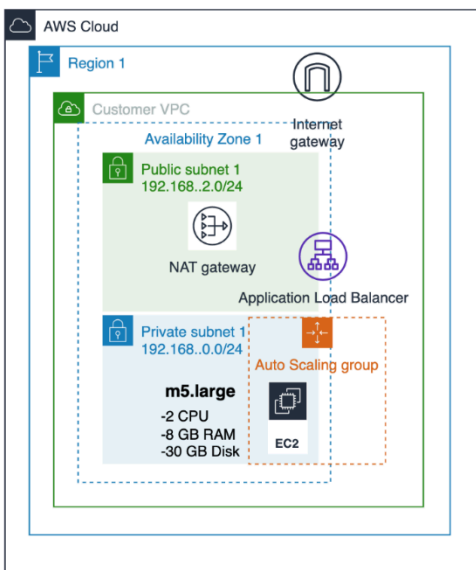 AWS Cloud
Region 1
Customer VPC
Internet
gateway
Availability Zone 1
Public subnet 1
192.168..2.0/24
NAT gateway
Application Load Balancer
Private subnet 1
192.168..0.0/24
Auto Scaling group
m5.large
-2 CPU
-8 GB RAM
-30 GB Disk
EC2